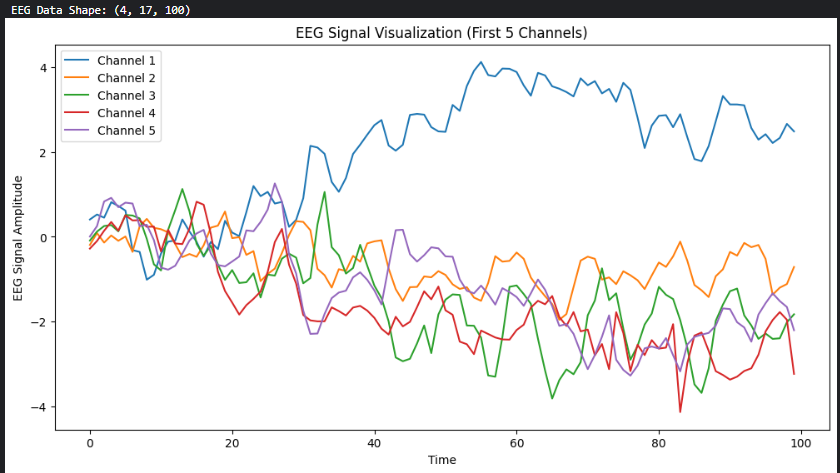 EEG Data Shape: (4, 17, 100)
EEG Signal Visualization (First 5 Channels)
Channel 1
Channel 2
Channel 3
Channel 4
Channel 5
4
2
0
−2
−4
EEG Signal Amplitude
0 20 40 60 80 100
Time